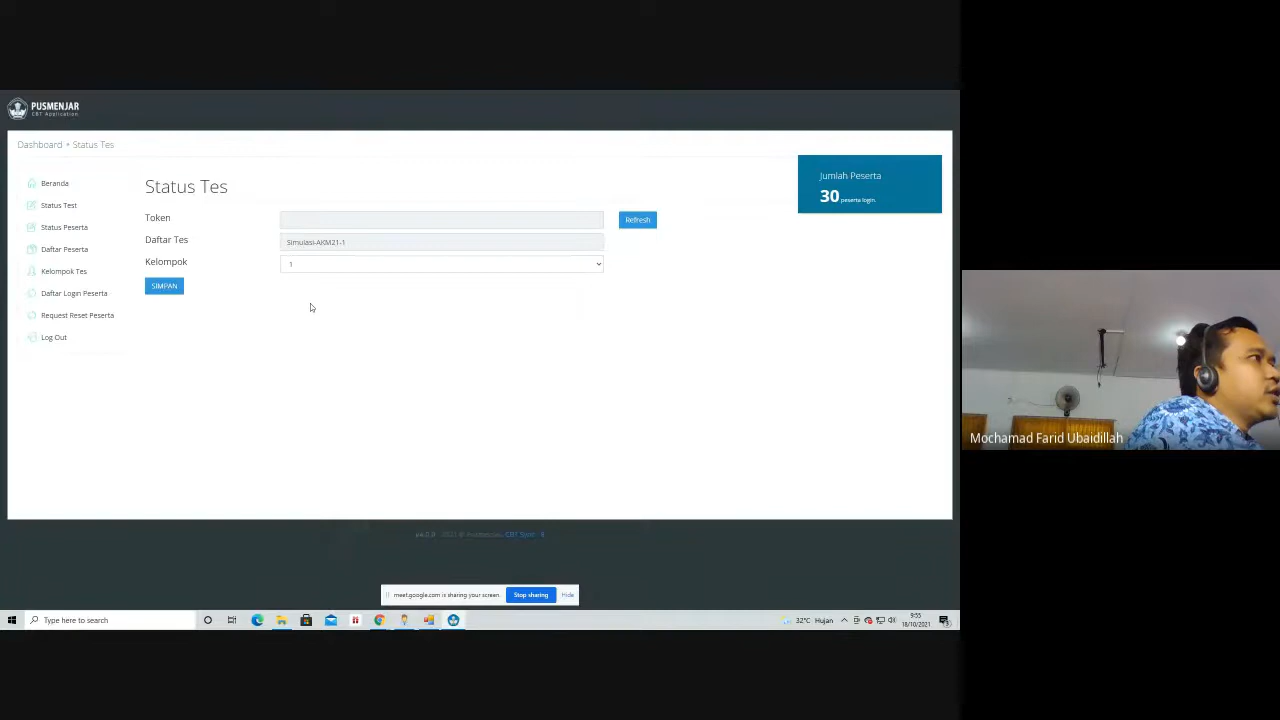 PUSMENJAR
CBT Application
Dashboard • Status Tes
Jumlah Peserta
30 peserta login.
Beranda
Status Test
Status Peserta
Daftar Peserta
Kelompok Tes
Daftar Login Peserta
Request Reset Peserta
Log Out
Status Tes
Token
Refresh
Daftar Tes
Simulasi-AKM21-1
Kelompok
1
SIMPAN
Mochamad Farid Ubaidillah
meet.google.com is sharing your screen.
Stop sharing
Hide
Type here to search
32°C Hujan
9:55
18/10/2021